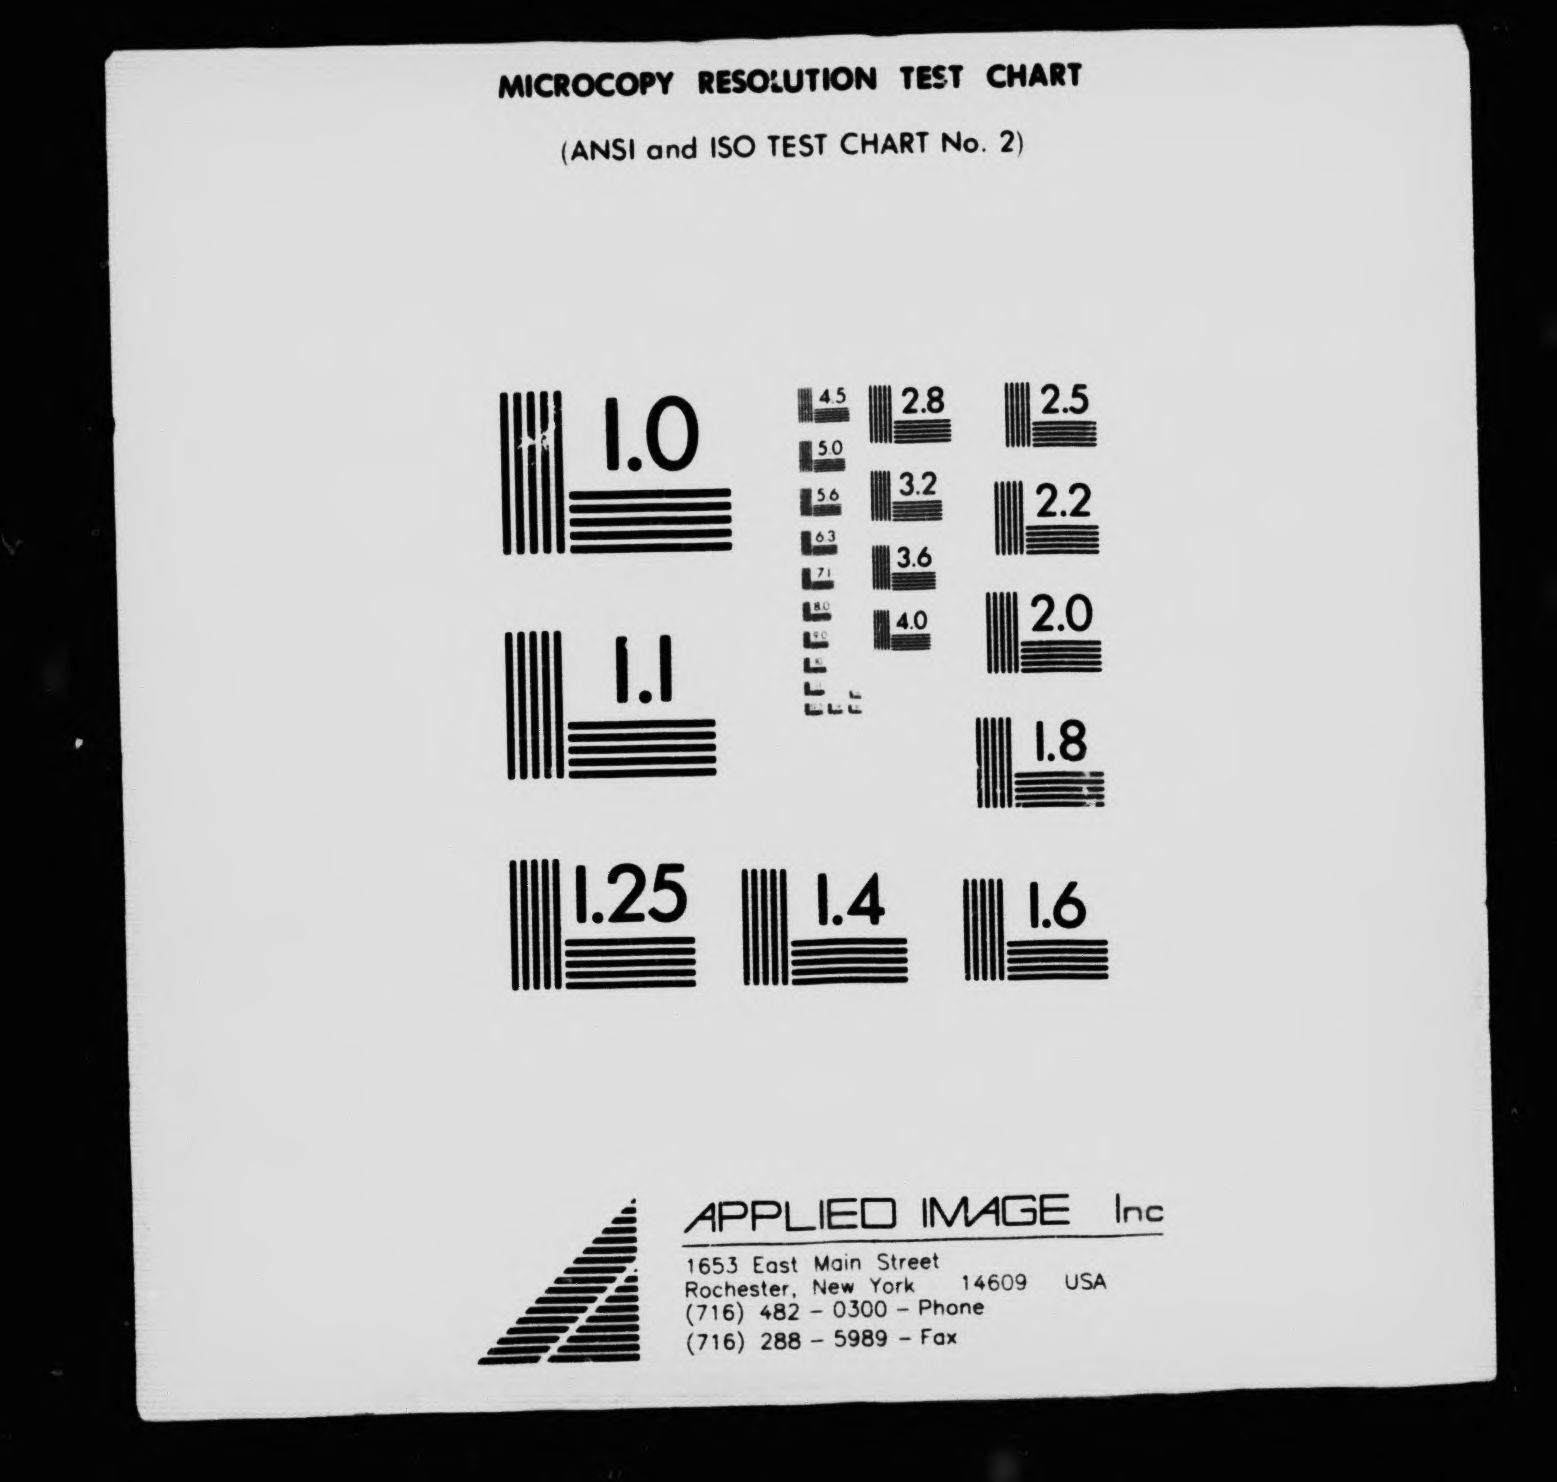 MICROCOPY RESOLUTION TEST CHART
(ANSI and ISO TEST CHART No. 2)
1.0
4.5
2.8
2.5
5.0
3.2
2.2
5.6
6.3
3.6
7.1
2.0
8.0
4.0
9.0
1.1
1.8
1.25
1.4
1.6
APPLIED IMAGE Inc
1653 East Main Street
Rochester, New York 14609 USA
(716) 482 - 0300 - Phone
(716) 288 - 5989 - Fax